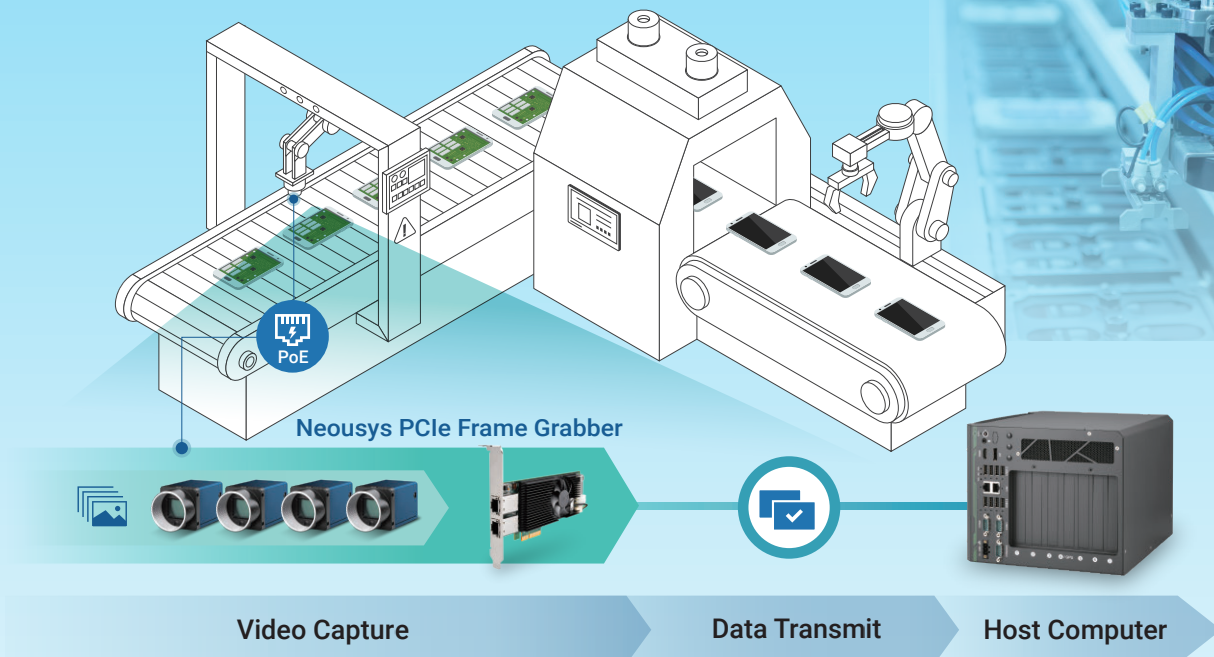 PoE
Neousys PCIe Frame Grabber
Video Capture
Data Transmit
Host Computer